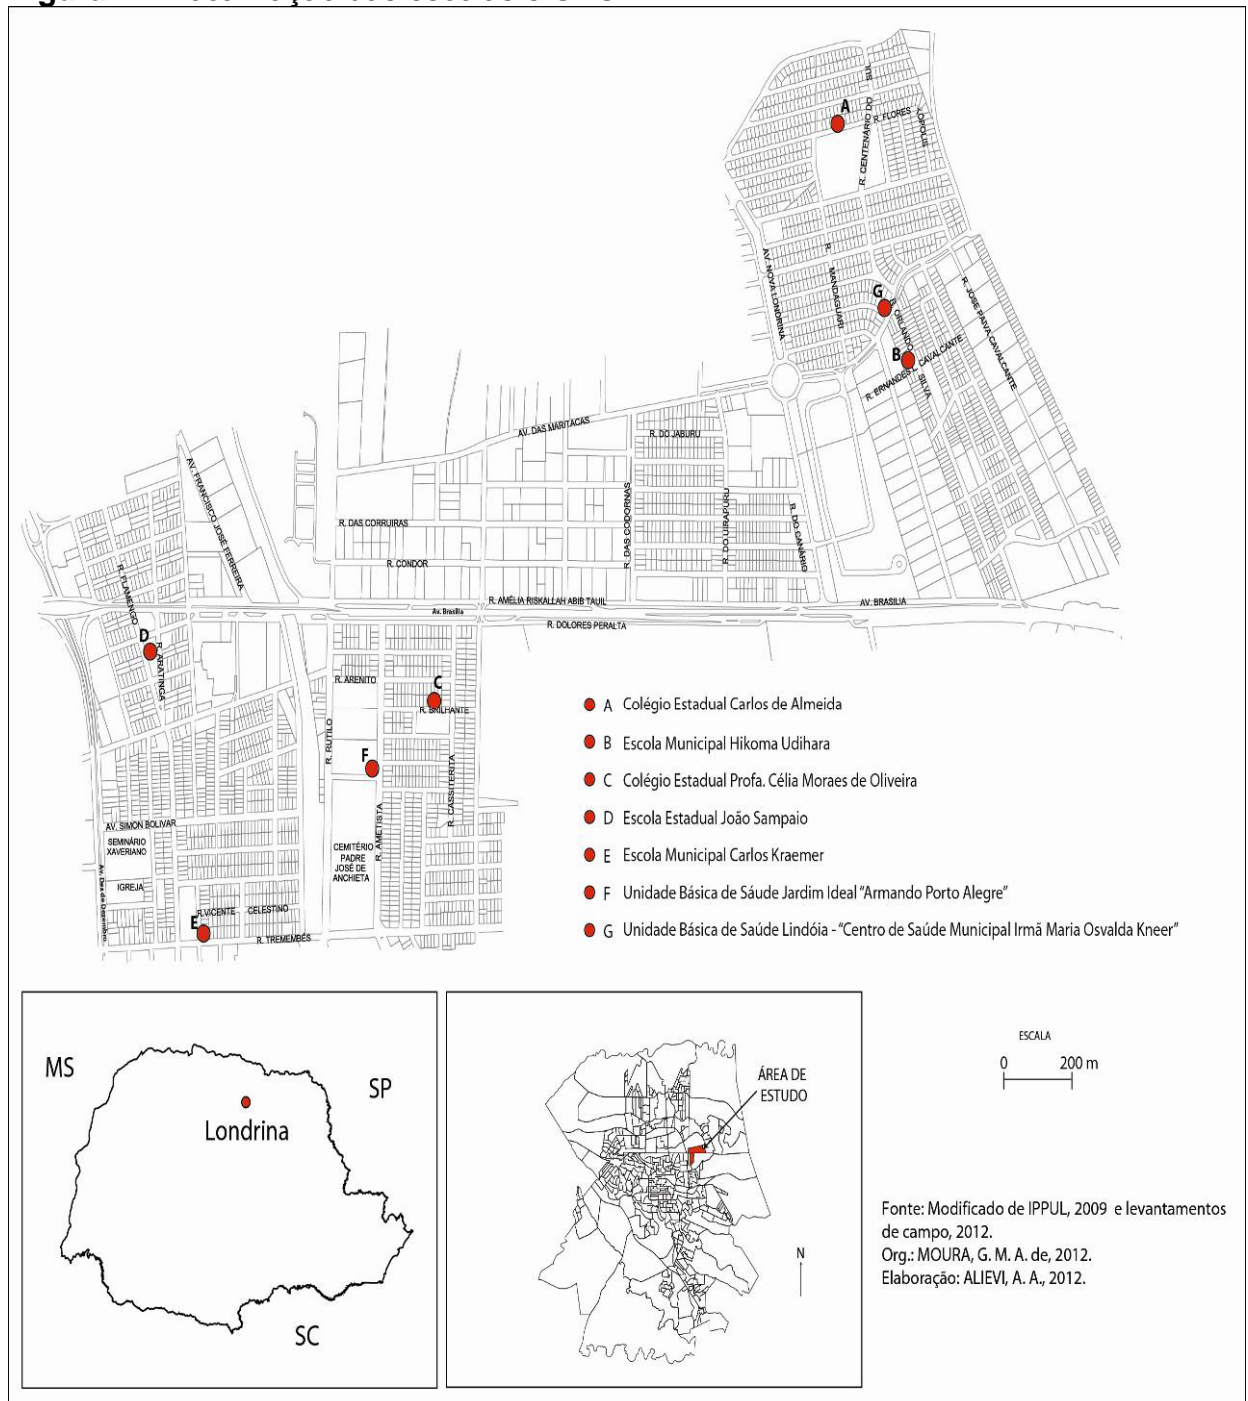 A
R. FLORES
R. CENTENÁRIO DO SUL
AV. NOVA LONDRINA
R. MANDAGUARI
G
R. ORLANDO SILVA
R. JOSE PAIVA CAVALCANTE
B
R. ERNANDES CAVALCANTE
AV. DAS MARITACAS
R. DO JABURU
AV. FRANCISCO JOSÉ FERREIRA
R. DAS CORRUIRAS
R. DAS CODORNAS
R. DO UIRAPURU
R. DO CANÁRIO
R. CONDOR
R. FLAMENGO
R. AMÉLIA RISKALLAH ABIB TAUIL
AV. BRASILIA
Av. Brasília
R. DOLORES PERALTA
D
R. ARATINGA
R. ARENITO
C
R. BRILHANTE
R. RUTILO
F
R. CASSITERITA
R. AMETISTA
AV. SIMON BOLIVAR
SEMINÁRIO
XAVERIANO
CEMITÉRIO
PADRE
JOSÉ DE
ANCHIETA
IGREJA
Av. Dez de Dezembro
E
R.VICENTE CELESTINO
R. TREMEMBÉS
A Colégio Estadual Carlos de Almeida
B Escola Municipal Hikoma Udihara
C Colégio Estadual Profa. Célia Moraes de Oliveira
D Escola Estadual João Sampaio
E Escola Municipal Carlos Kraemer
F Unidade Básica de Sáude Jardim Ideal "Armando Porto Alegre"
G Unidade Básica de Saúde Lindóia - "Centro de Saúde Municipal Irmã Maria Osvalda Kneer"
MS
SP
Londrina
SC
ÁREA DE
ESTUDO
N
ESCALA
0 200 m
Fonte: Modificado de IPPUL, 2009 e levantamentos
de campo, 2012.
Org.: MOURA, G. M. A. de, 2012.
Elaboração: ALIEVI, A. A., 2012.